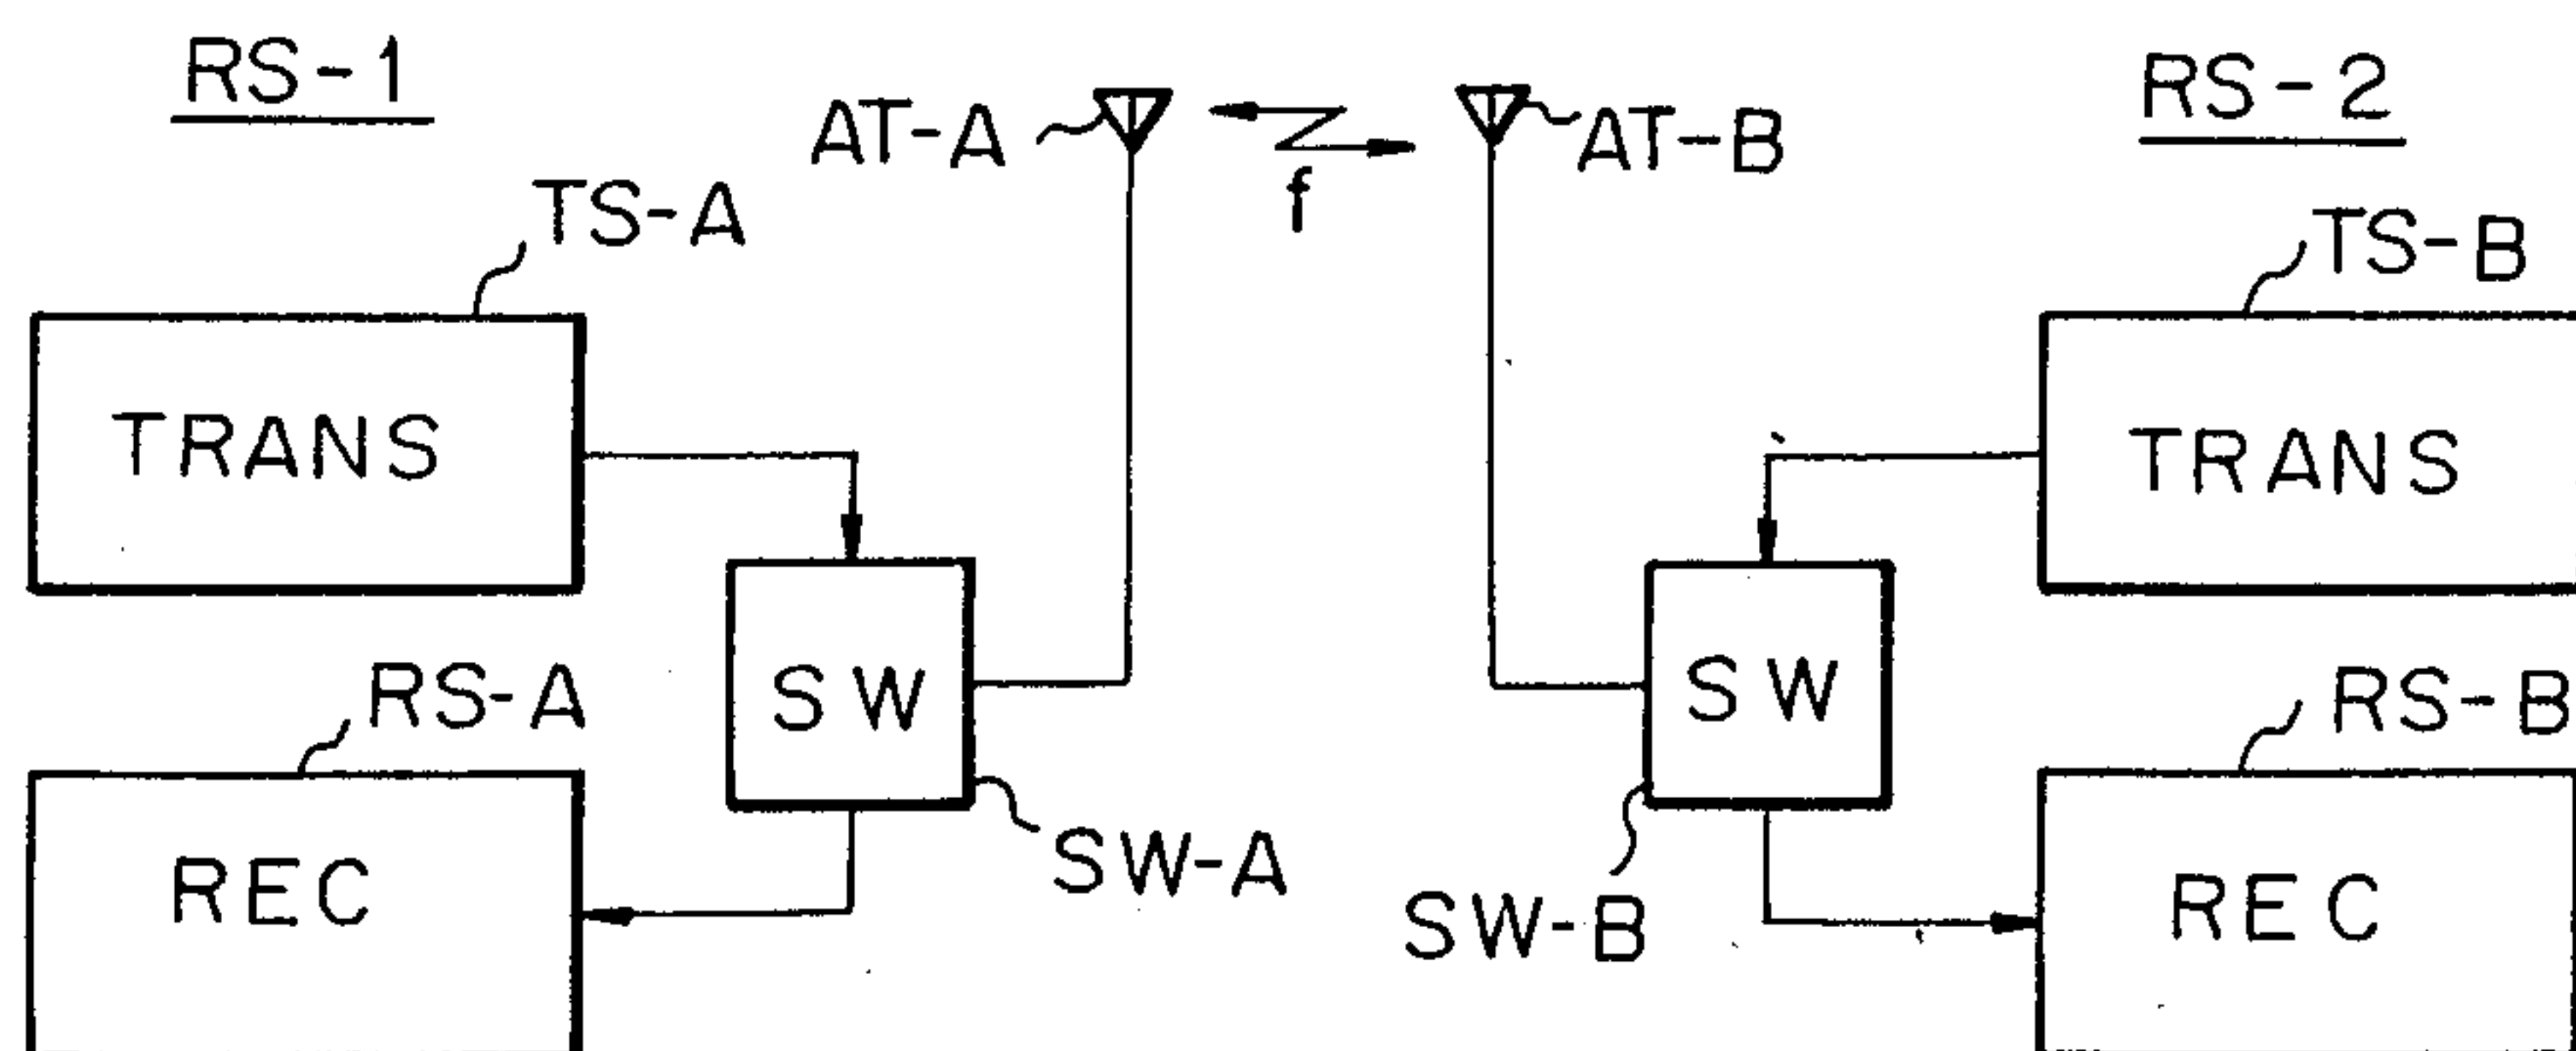 RS-1
RS-2
AT-A
AT-B
f
TS-A
TS-B
TRANS
TRANS
RS-A
SW
SW
RS-B
SW-A
SW-B
REC
REC